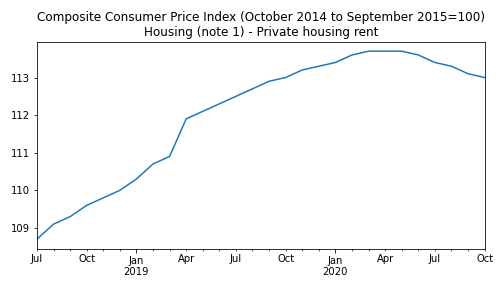 Composite Consumer Price Index (October 2014 to September 2015=100)
Housing (note 1) - Private housing rent
113
112
111
110
109
Jul Oct Jan Apr Jul Oct Jan Apr Jul Oct
2019 2020